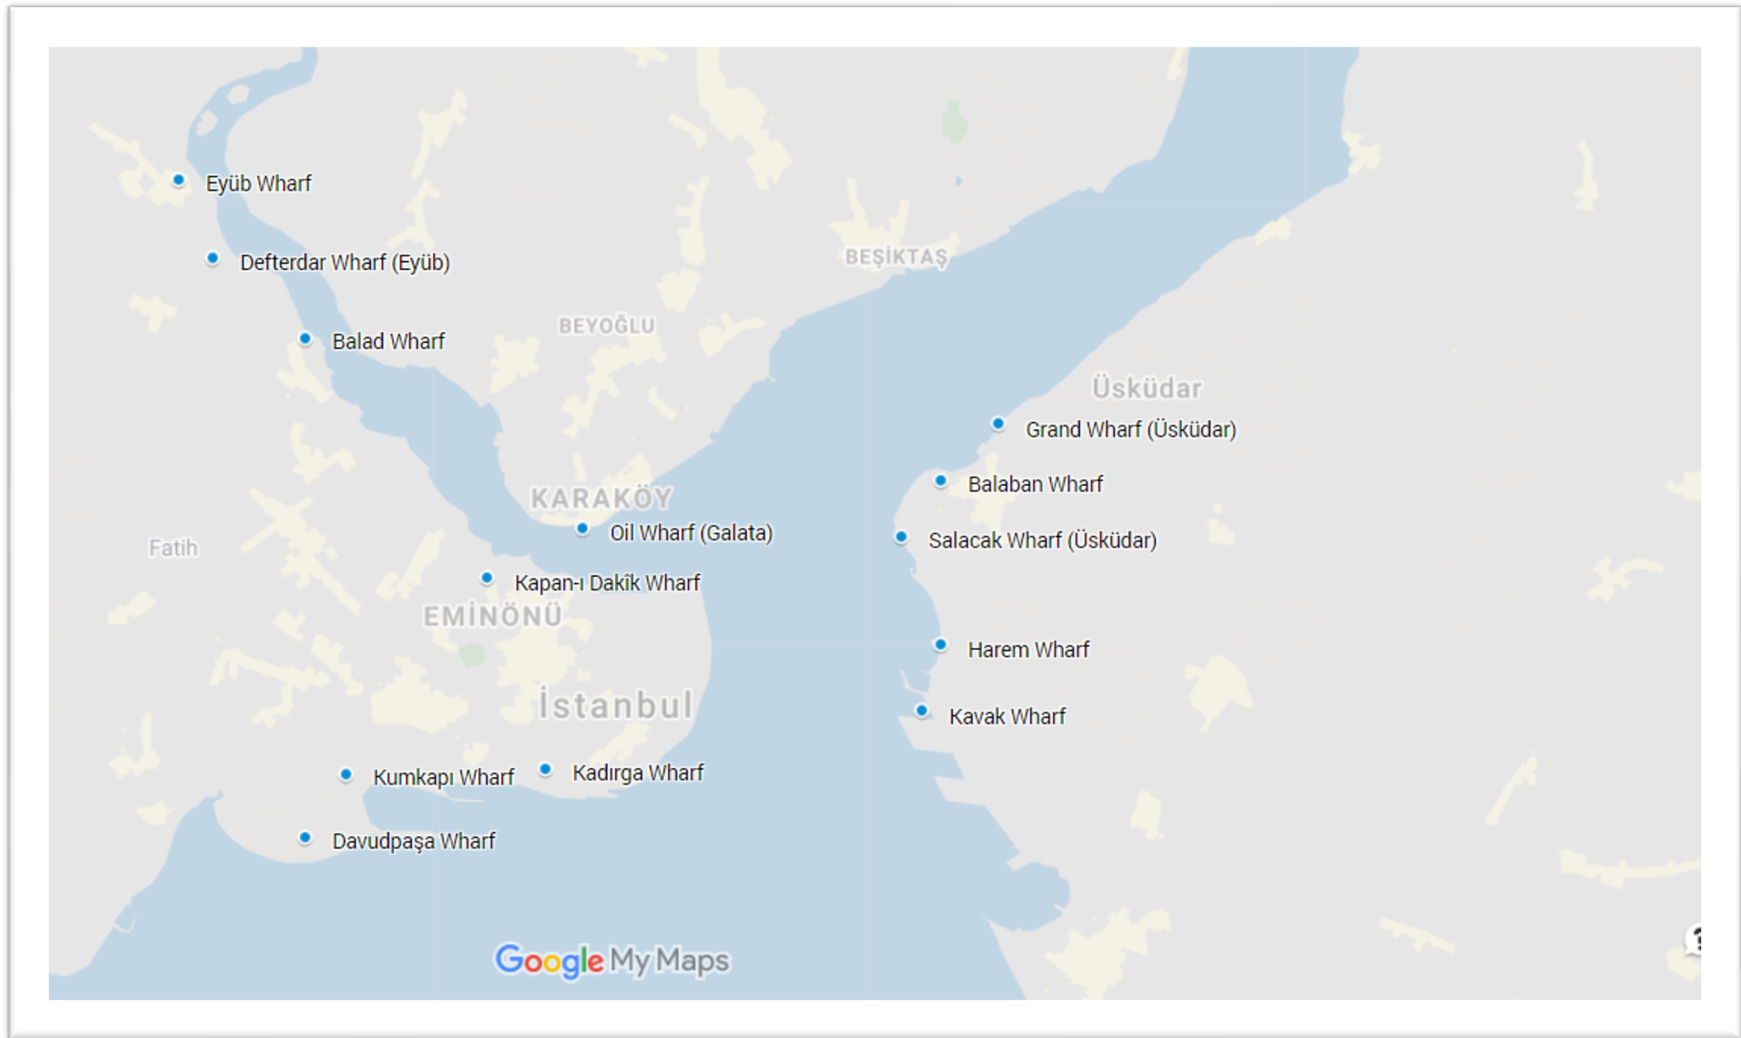 Eyüb Wharf
BEŞİKTAŞ
Defterdar Wharf (Eyüb)
BEYOĞLU
Balad Wharf
Üsküdar
Grand Wharf (Üsküdar)
Balaban Wharf
KARAKÖY
Oil Wharf (Galata)
Salacak Wharf (Üsküdar)
Fatih
Kapan-ı Dakîk Wharf
EMİNÖNÜ
Harem Wharf
İstanbul
Kavak Wharf
Kumkapı Wharf
Kadırga Wharf
Davudpaşa Wharf
Google My Maps
?